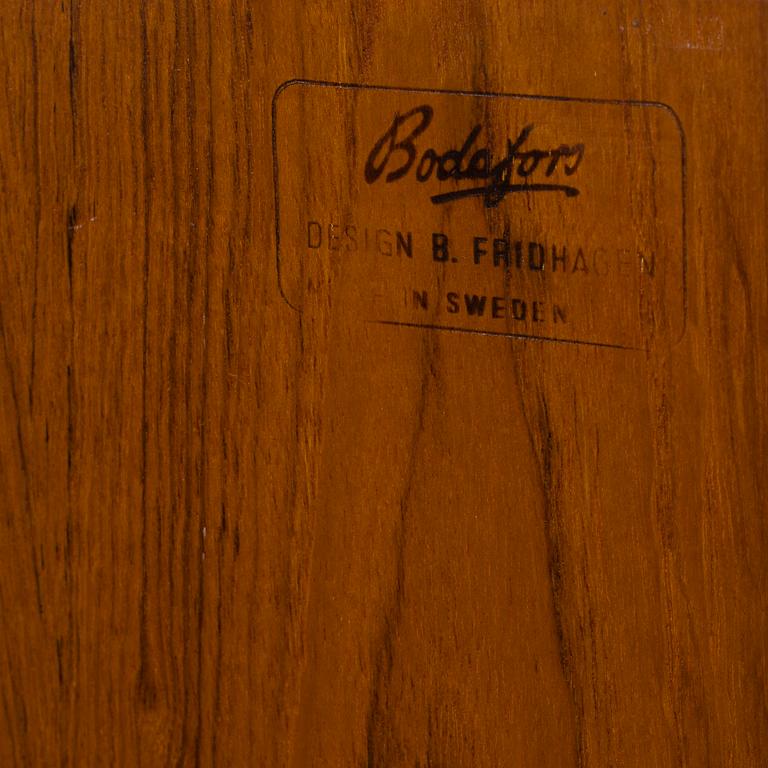 Bodafors
DESIGN B. FRIDHAGEN
IN SWEDEN